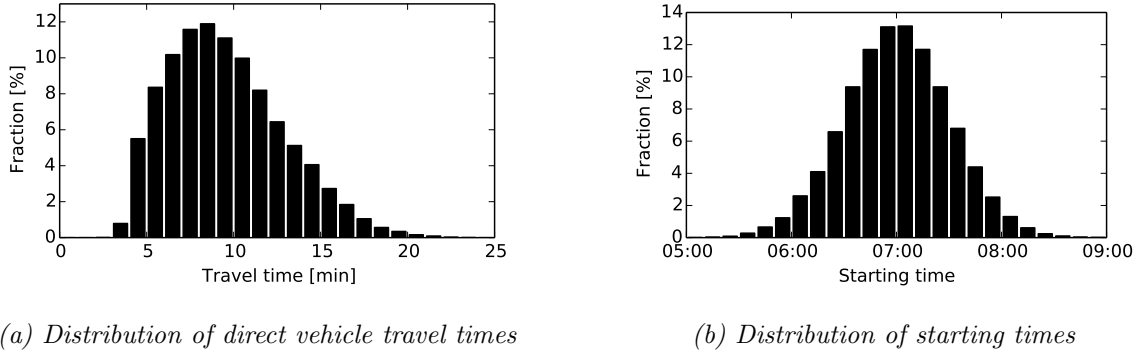 12
10
8
6
4
2
0
Fraction [%]
0 5 10 15 20 25
Travel time [min]
(a) Distribution of direct vehicle travel times
14
12
10
8
6
4
2
0
Fraction [%]
05:00 06:00 07:00 08:00 09:00
Starting time
(b) Distribution of starting times